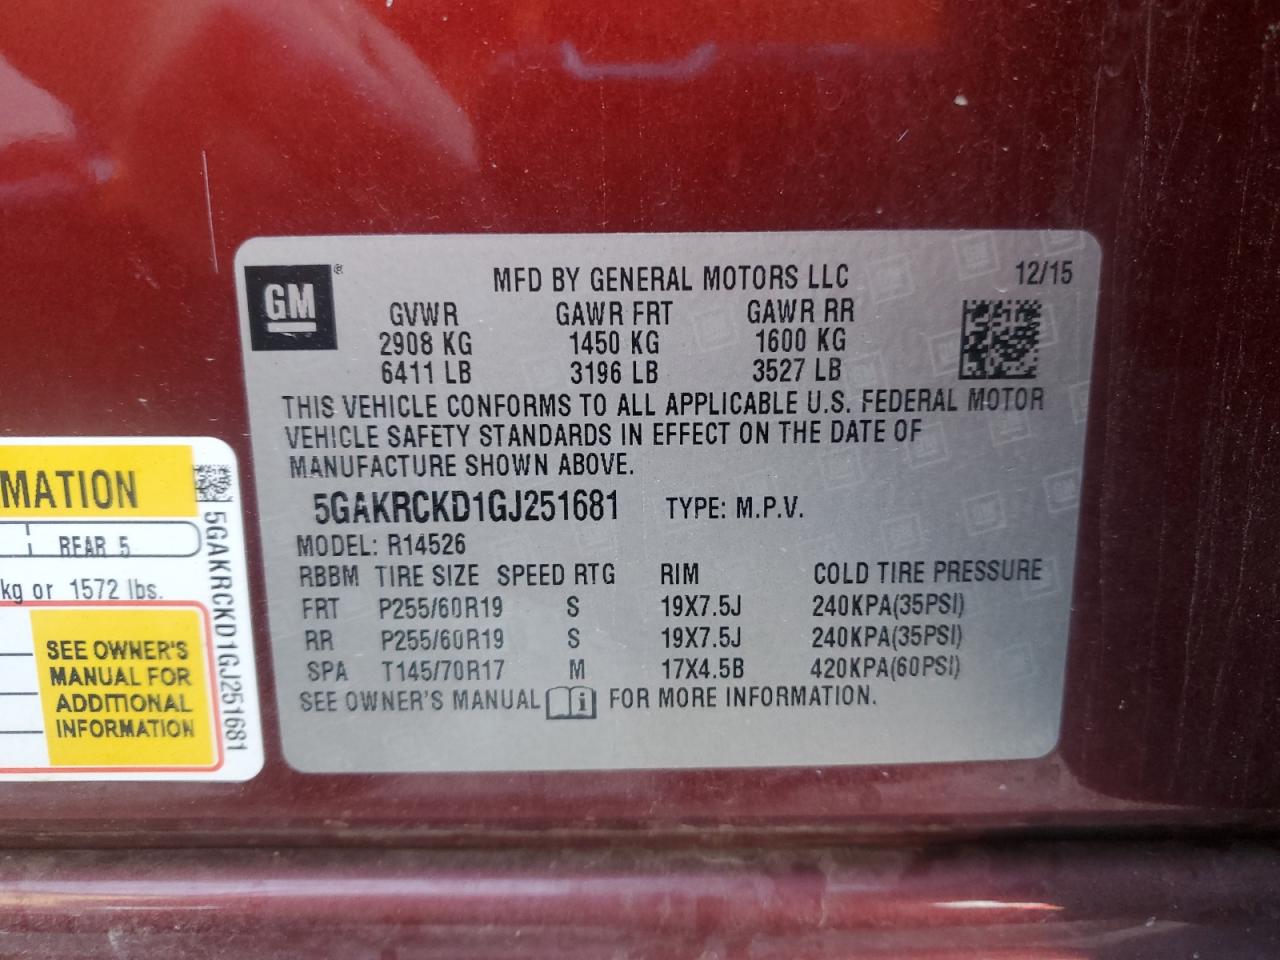 GM
®
MFD BY GENERAL MOTORS LLC 12/15
GVWR GAWR FRT GAWR RR
2908 KG 1450 KG 1600 KG
6411 LB 3196 LB 3527 LB
THIS VEHICLE CONFORMS TO ALL APPLICABLE U.S. FEDERAL MOTOR
VEHICLE SAFETY STANDARDS IN EFFECT ON THE DATE OF
MANUFACTURE SHOWN ABOVE.
5GAKRCKD1GJ251681 TYPE: M.P.V.
MODEL: R14526
RBBM TIRE SIZE SPEED RTG RIM COLD TIRE PRESSURE
FRT P255/60R19 S 19X7.5J 240KPA(35PSI)
RR P255/60R19 S 19X7.5J 240KPA(35PSI)
SPA T145/70R17 M 17X4.5B 420KPA(60PSI)
SEE OWNER'S MANUAL i FOR MORE INFORMATION.
MATION
REAR 5
kg or 1572 lbs.
SEE OWNER'S
MANUAL FOR
ADDITIONAL
INFORMATION
5GAKRCKD1GJ251681